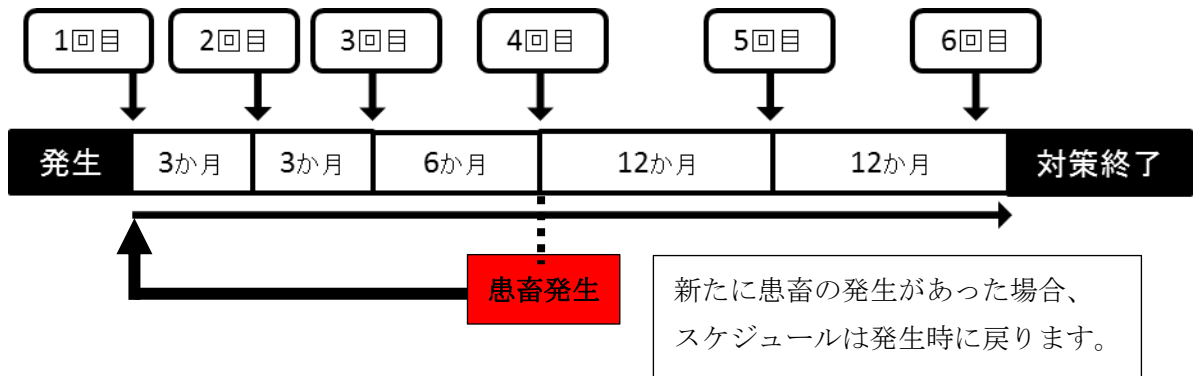 1回目 2回目 3回目 4回目 5回目 6回目
発生 3か月 3か月 6か月 12か月 12か月 対策終了
患畜発生
新たに患畜の発生があった場合、
スケジュールは発生時に戻ります。